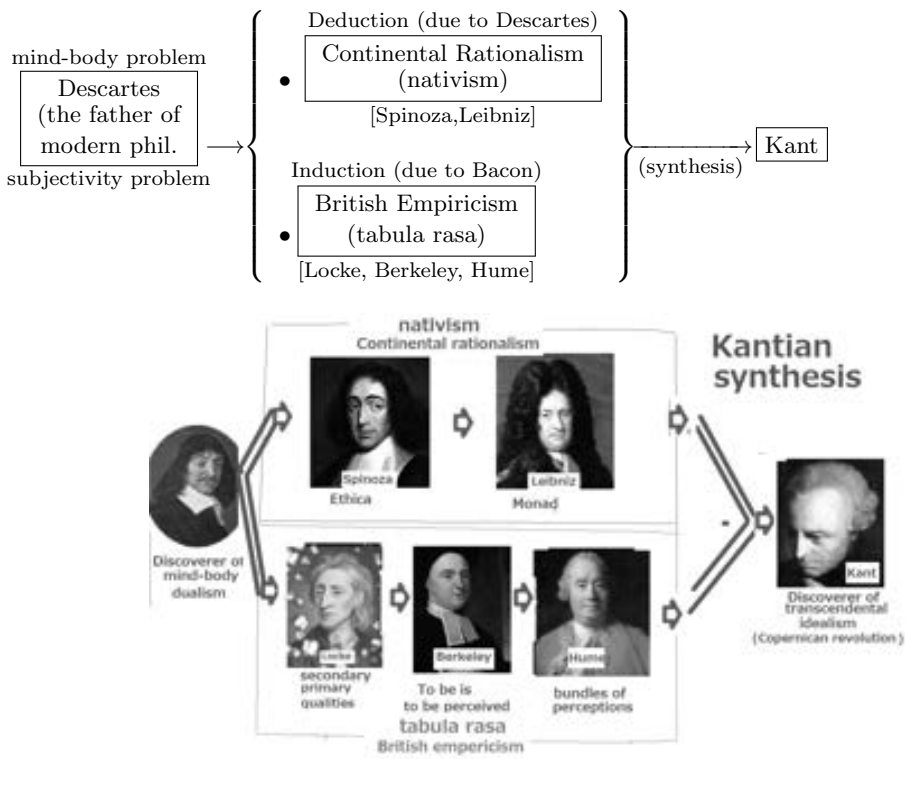 Deduction (due to Descartes)
mind-body problem
Continental Rationalism
(nativism)
Descartes
(the father of
modern phil.
[Spinoza,Leibniz]
subjectivity problem
Induction (due to Bacon)
British Empiricism
(tabula rasa)
[Locke, Berkeley, Hume]
(synthesis)
Kant
nativism
Continental rationalism
Kantian
synthesis
Spinoza
Ethica
Leibniz
Monad
Discoverer of
mind-body
dualism
Locke
secondary
primary
qualities
Berkeley
To be is
to be perceived
Hume
bundles of
perceptions
tabula rasa
British empericism
Kant
Discoverer of
transcendental
idealism
(Copernican revolution)